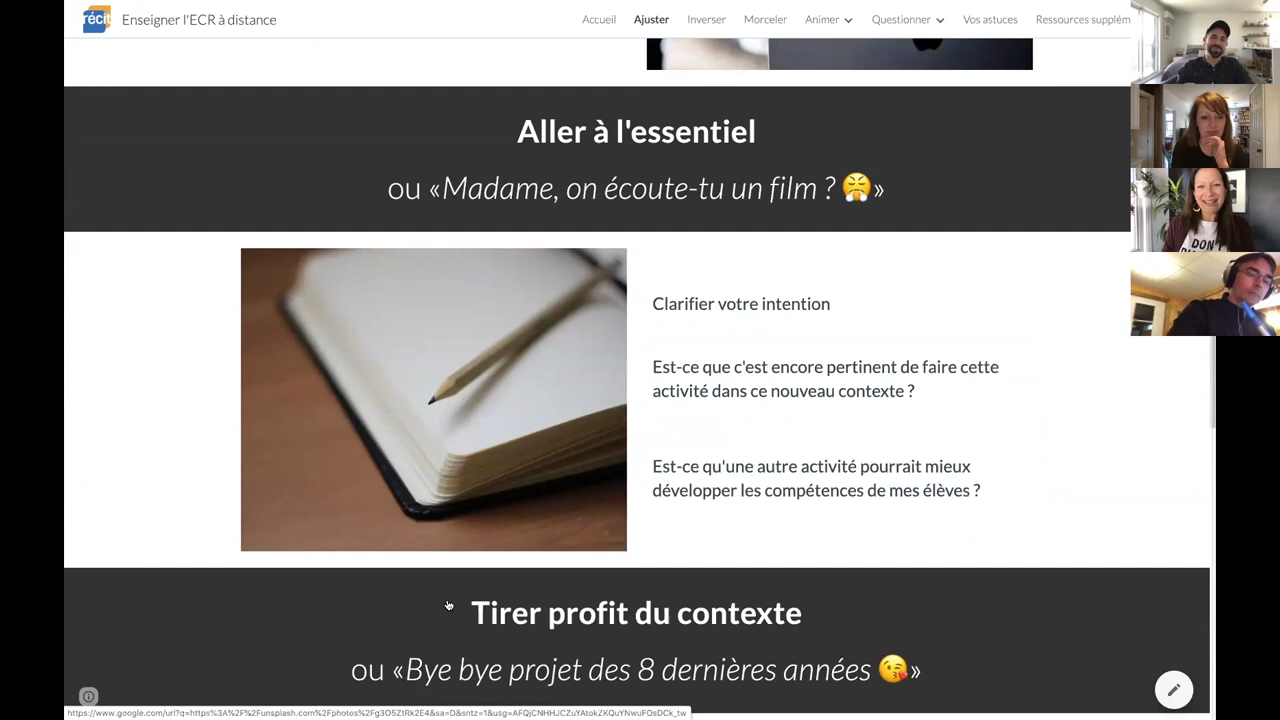 récit Enseigner l'ECR à distance Accueil Ajuster Inverser Morceler Animer Questionner Vos astuces Ressources supplém
Aller à l'essentiel
ou «Madame, on écoute-tu un film ? 😤»
DON'T
Clarifier votre intention
Est-ce que c'est encore pertinent de faire cette
activité dans ce nouveau contexte ?
Est-ce qu'une autre activité pourrait mieux
développer les compétences de mes élèves ?
Tirer profit du contexte
ou «Bye bye projet des 8 dernières années 😘»